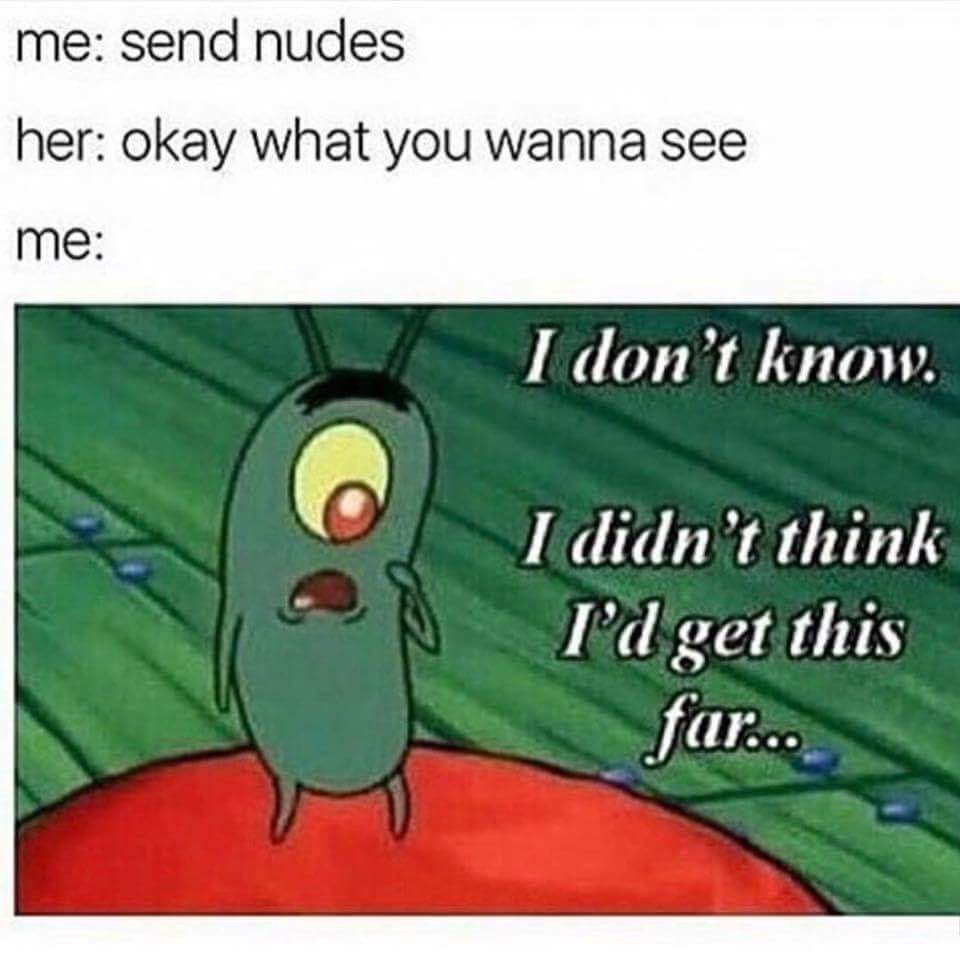 me: send nudes
her: okay what you wanna see
me:
I don't know.
I didn't think
I'd get this
far...